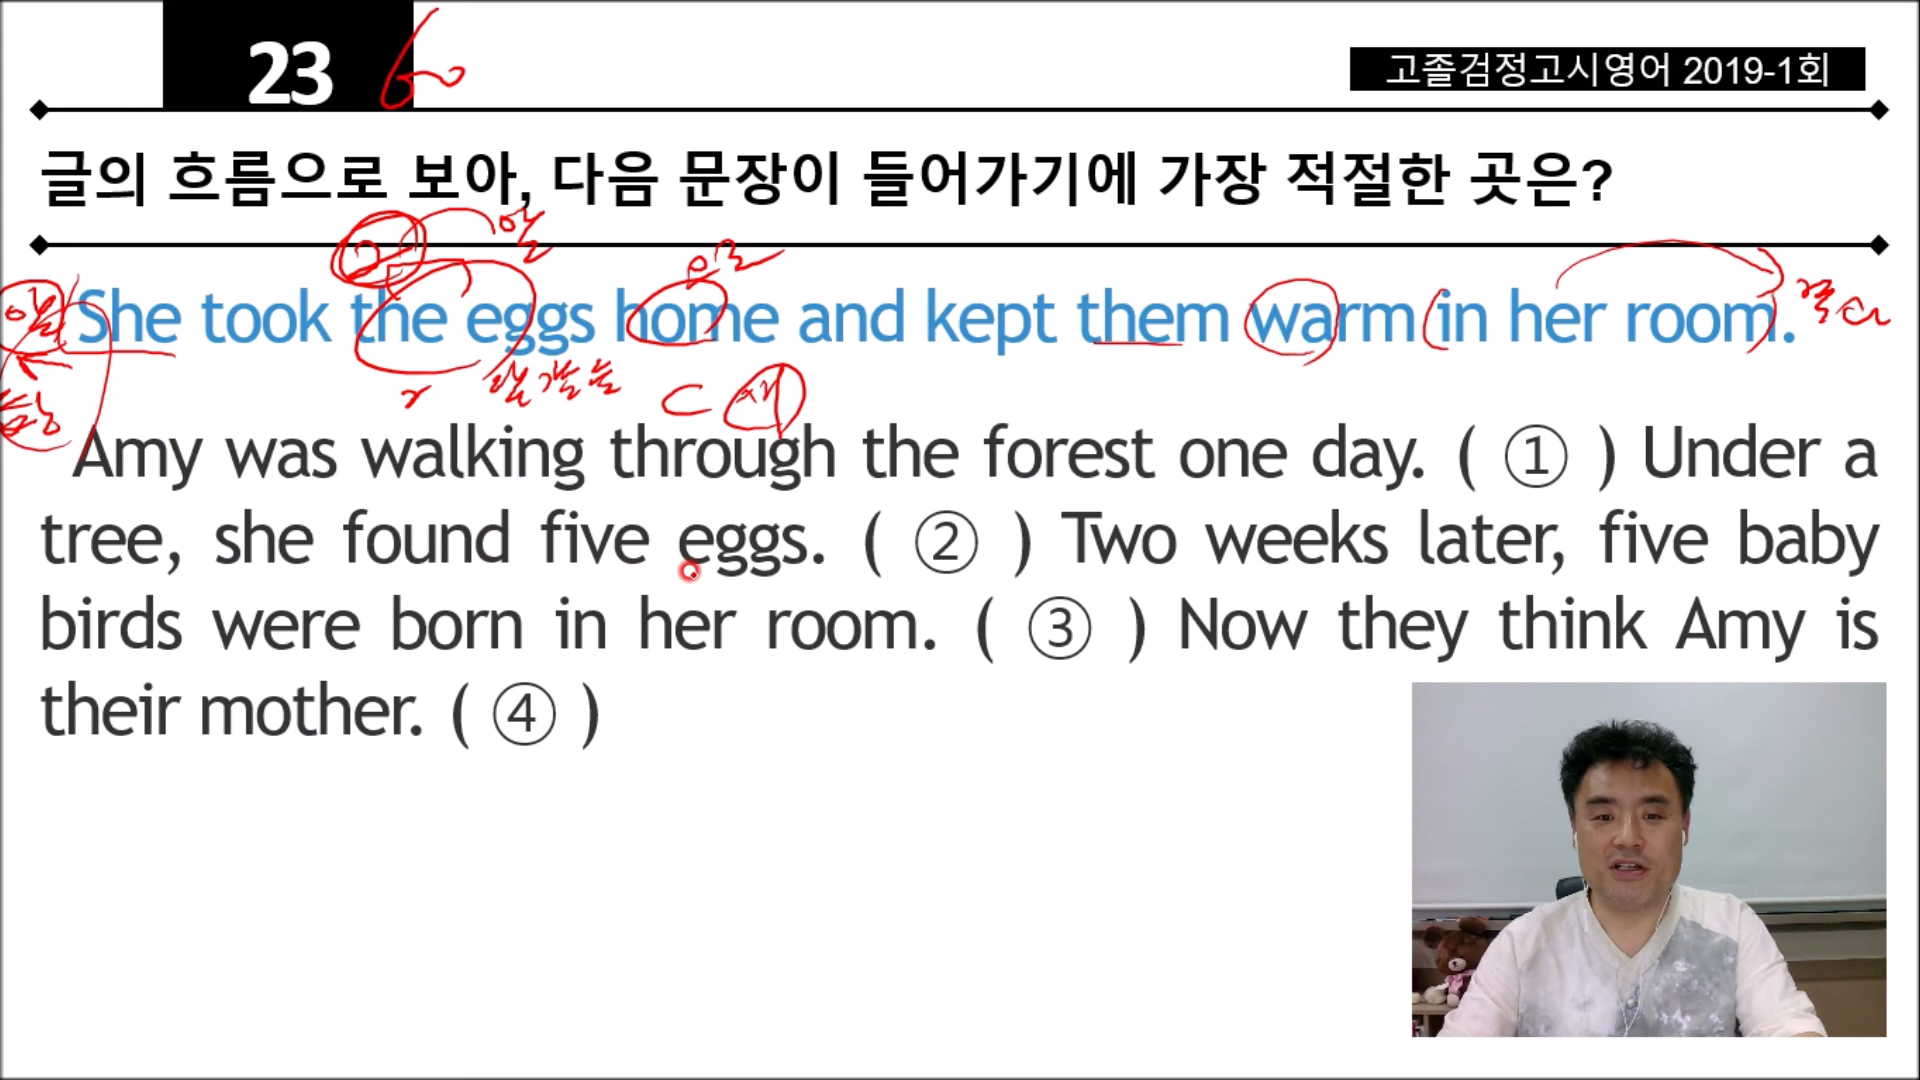 23
고졸검정고시영어 2019-1회
글의 흐름으로 보아, 다음 문장이 들어가기에 가장 적절한 곳은?
She took the eggs home and kept them warm in her room.
Amy was walking through the forest one day. ( ① ) Under a
tree, she found five eggs. ( ② ) Two weeks later, five baby
birds were born in her room. ( ③ ) Now they think Amy is
their mother. ( ④ )